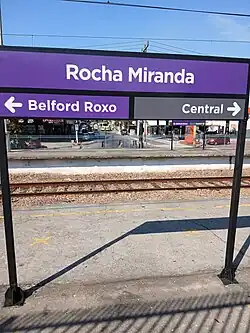 Rocha Miranda
← Belford Roxo
Central →